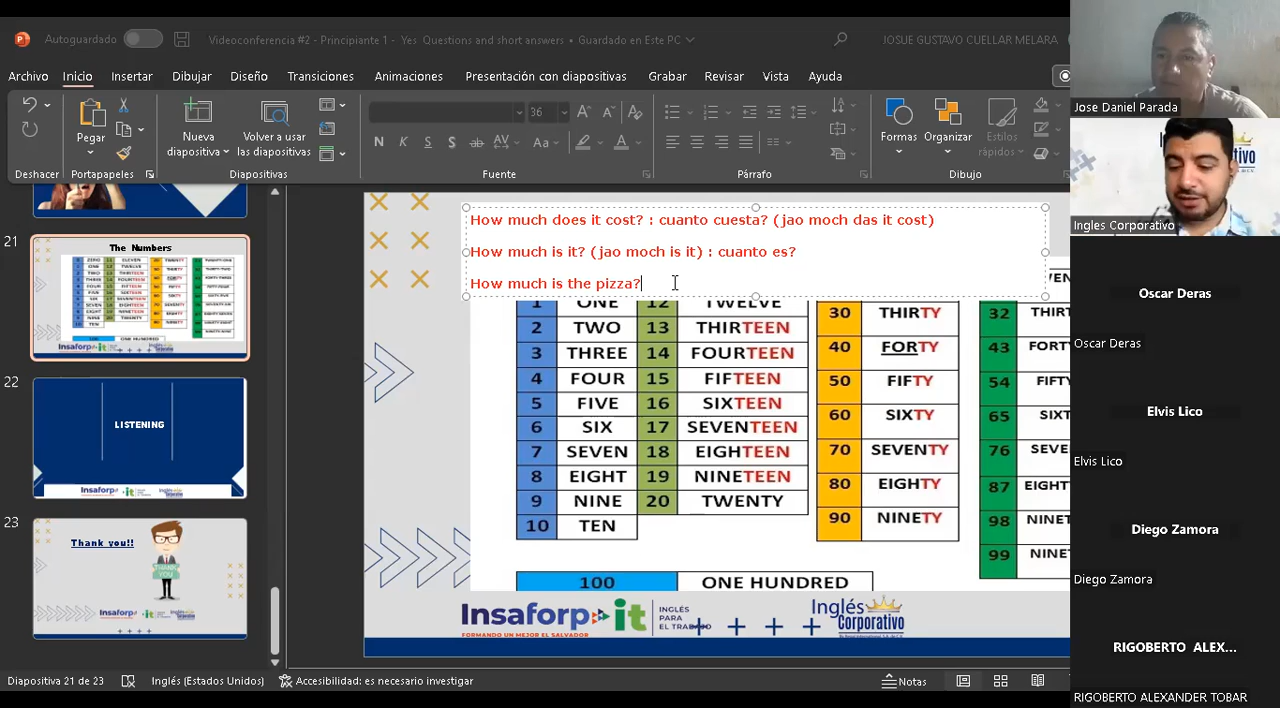 Autoguardado
Videoconferencia #2 - Principiante 1 - Yes Questions and short answers • Guardado en Este PC
JOSUE GUSTAVO CUELLAR MELARA
Archivo Inicio Insertar Dibujar Diseño Transiciones Animaciones Presentación con diapositivas Grabar Revisar Vista Ayuda
36
Pegar
Nueva diapositiva
Volver a usar las diapositivas
Formas
Organizar
Estilos rápidos
Deshacer Portapapeles Diapositivas Fuente Párrafo Dibujo
21
The Numbers
22
LISTENING
23
Thank you!!
THANK YOU
How much does it cost? : cuanto cuesta? (jao moch das it cost)
How much is it? (jao moch is it) : cuanto es?
How much is the pizza?
1 ONE 12 TWELVE
2 TWO 13 THIRTEEN 30 THIRTY 32
3 THREE 14 FOURTEEN 40 FORTY 43
4 FOUR 15 FIFTEEN 50 FIFTY 54
5 FIVE 16 SIXTEEN 60 SIXTY 65
6 SIX 17 SEVENTEEN
7 SEVEN 18 EIGHTEEN 70 SEVENTY 76
8 EIGHT 19 NINETEEN 80 EIGHTY 87
9 NINE 20 TWENTY 90 NINETY 98
10 TEN 99
100 ONE HUNDRED
Insaforp it INGLÉS PARA EL TRABAJO
FORMANDO UN MEJOR EL SALVADOR
Inglés Corporativo
Diapositiva 21 de 23 Inglés (Estados Unidos) Accesibilidad: es necesario investigar Notas
Jose Daniel Parada
Ingles Corporativo
Oscar Deras
Oscar Deras
Elvis Lico
Elvis Lico
Diego Zamora
Diego Zamora
RIGOBERTO ALEX...
RIGOBERTO ALEXANDER TOBAR